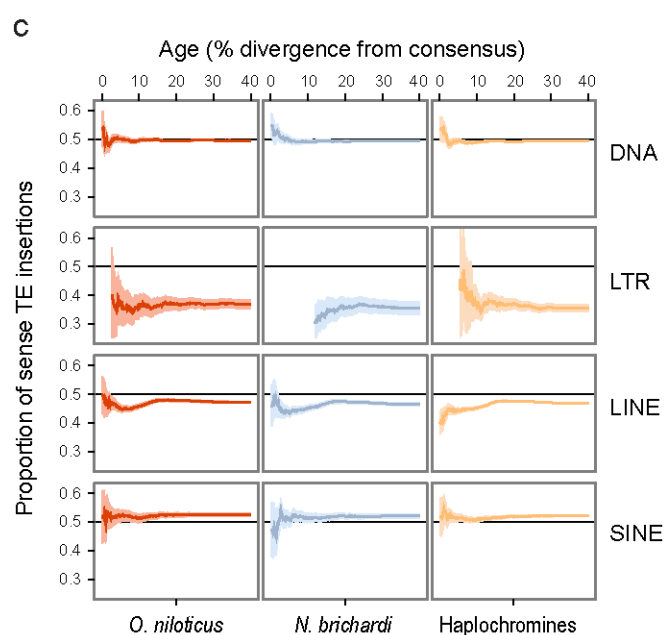 C
Age (% divergence from consensus)
0 10 20 40 0 10 20 40 0 10 20 40
Proportion of sense TE insertions
0.6
0.5
0.4
0.3
DNA
0.6
0.5
0.4
0.3
LTR
0.6
0.5
0.4
0.3
LINE
0.6
0.5
0.4
0.3
SINE
O. niloticus N. brichardi Haplochromines